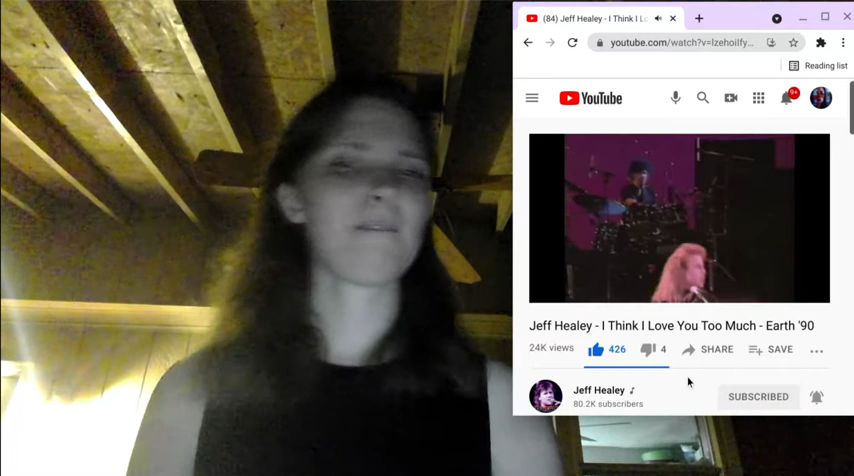 (84) Jeff Healey - I Think I Lo
youtube.com/watch?v=lzehoiIfy...
Reading list
YouTube
9+
Jeff Healey - I Think I Love You Too Much - Earth '90
24K views
426
4
SHARE
SAVE
Jeff Healey
80.2K subscribers
SUBSCRIBED